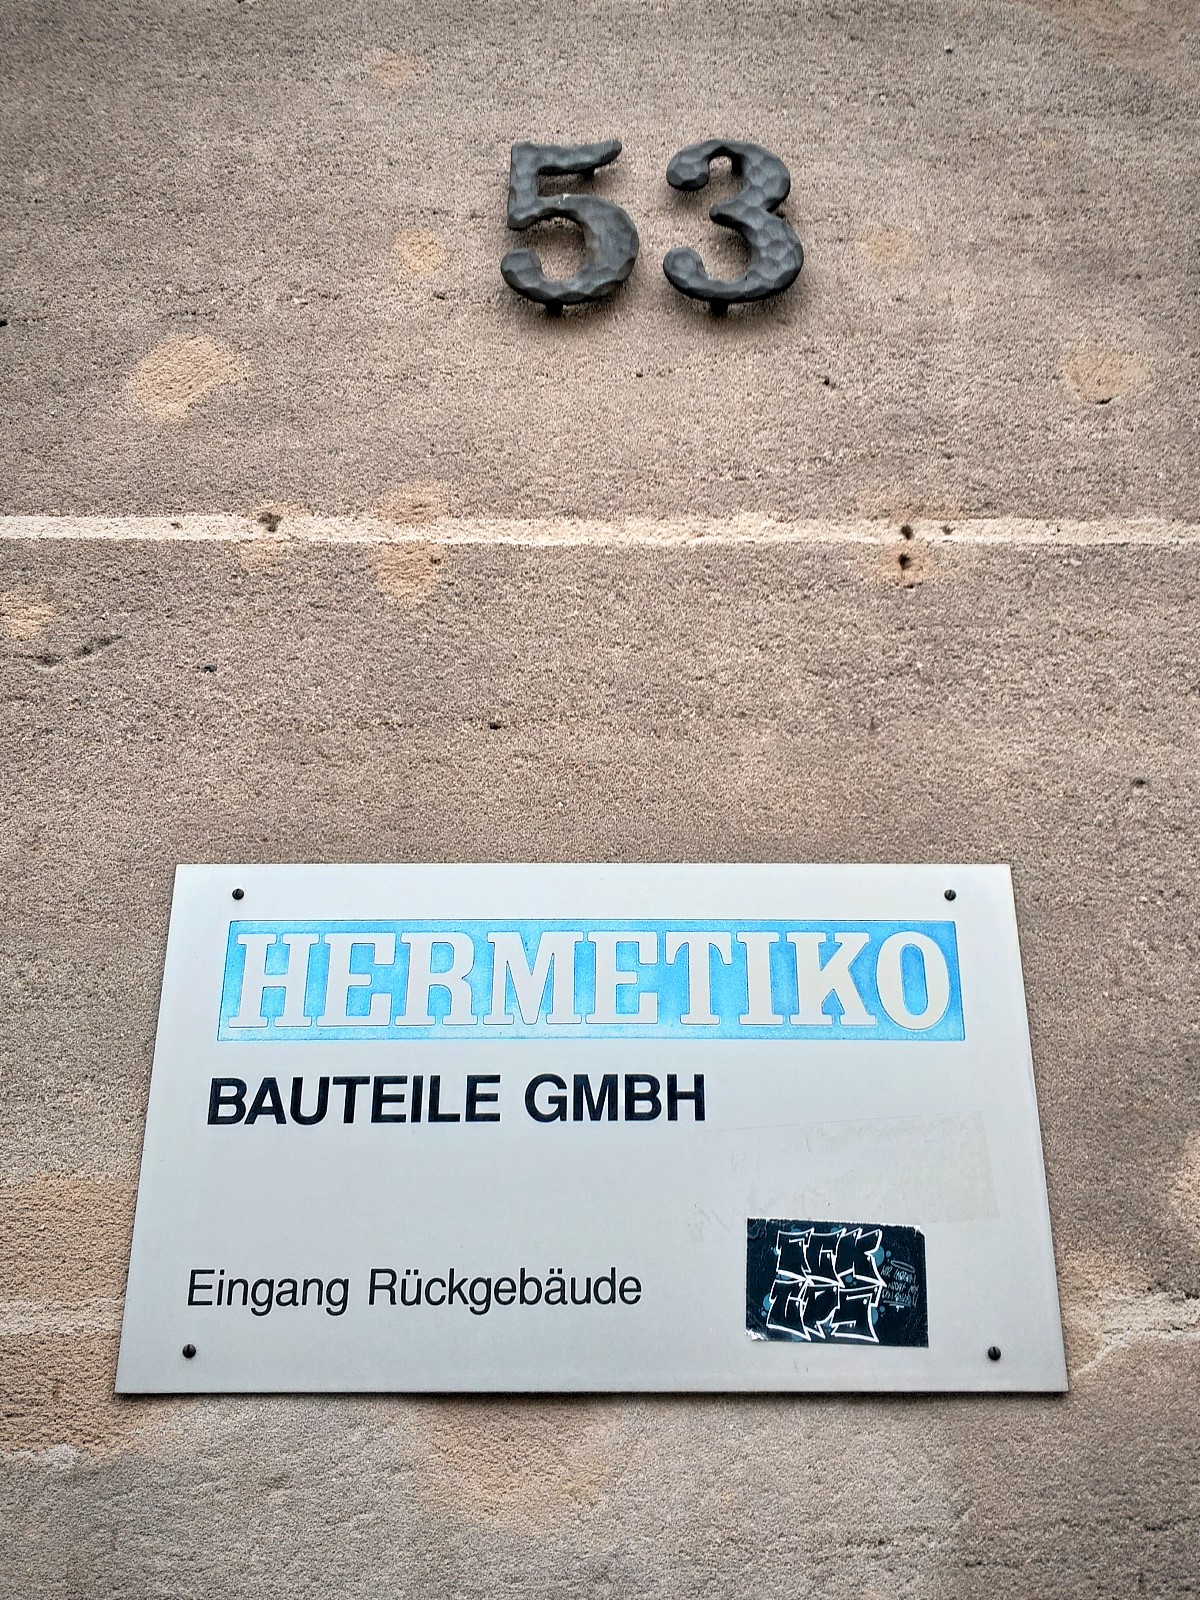 53
HERMETIKO
BAUTEILE GMBH
Eingang Rückgebäude